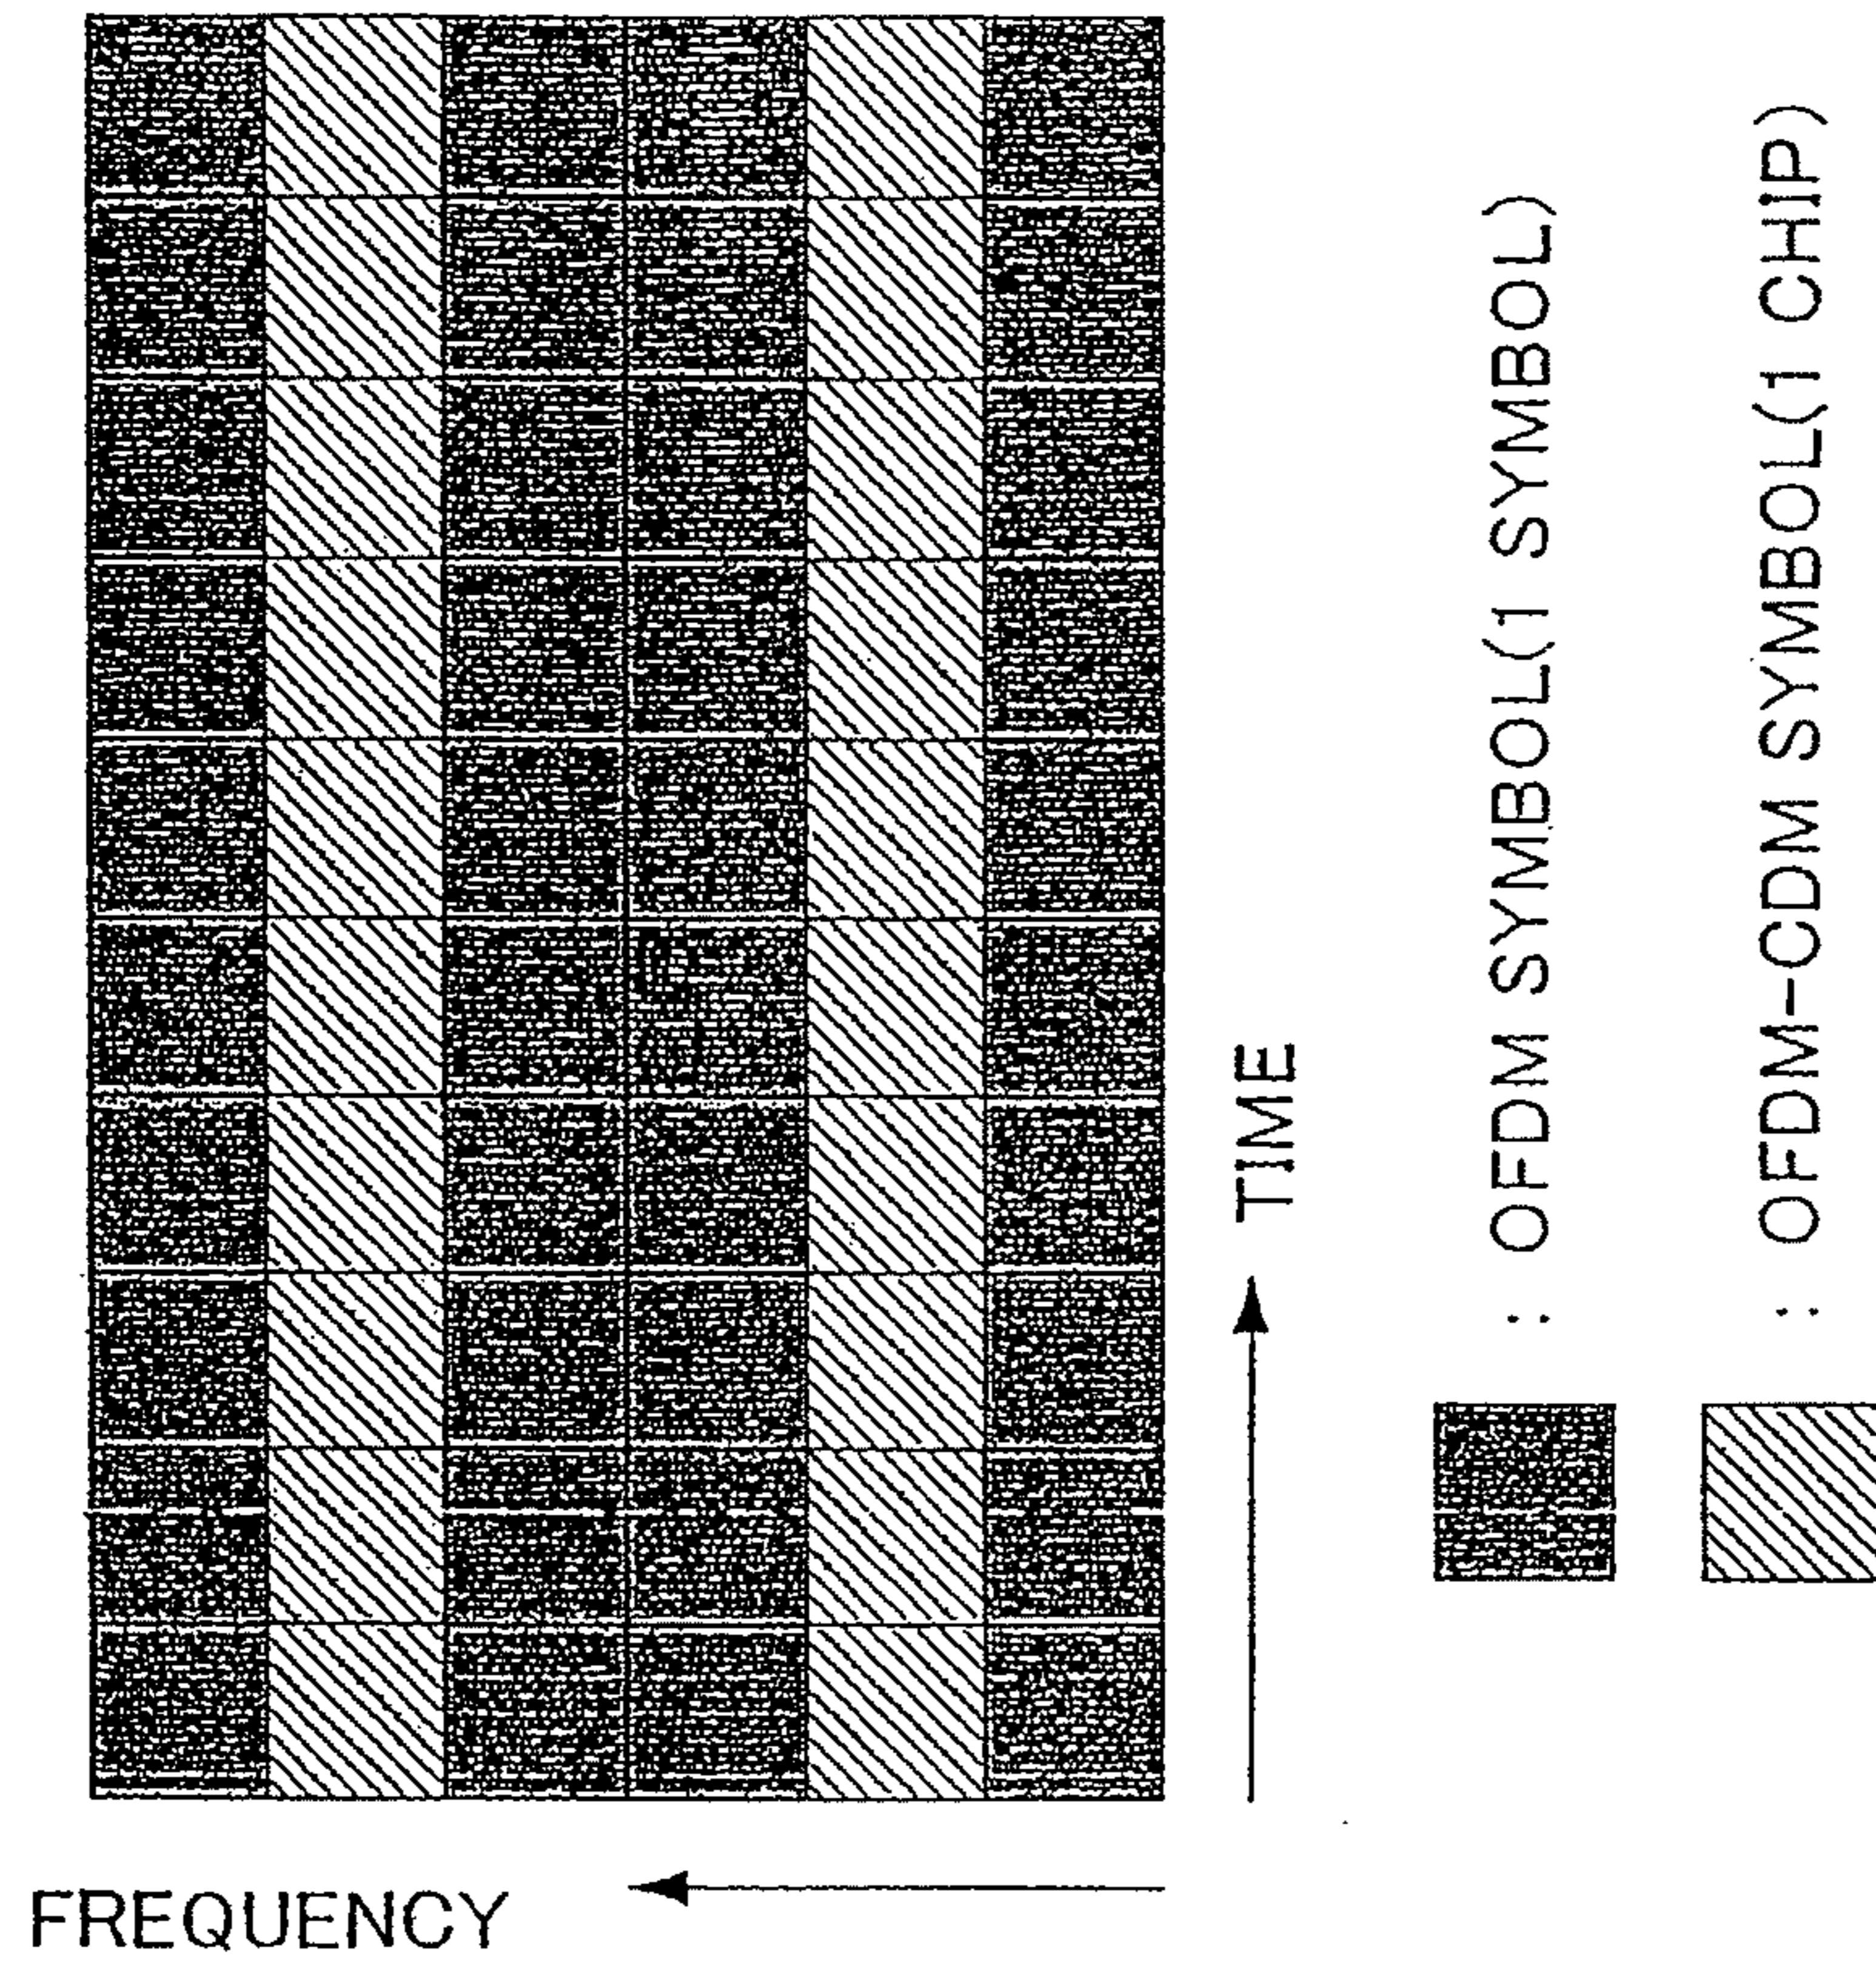 FREQUENCY
TIME
: OFDM SYMBOL(1 SYMBOL)
: OFDM-CDM SYMBOL(1 CHIP)